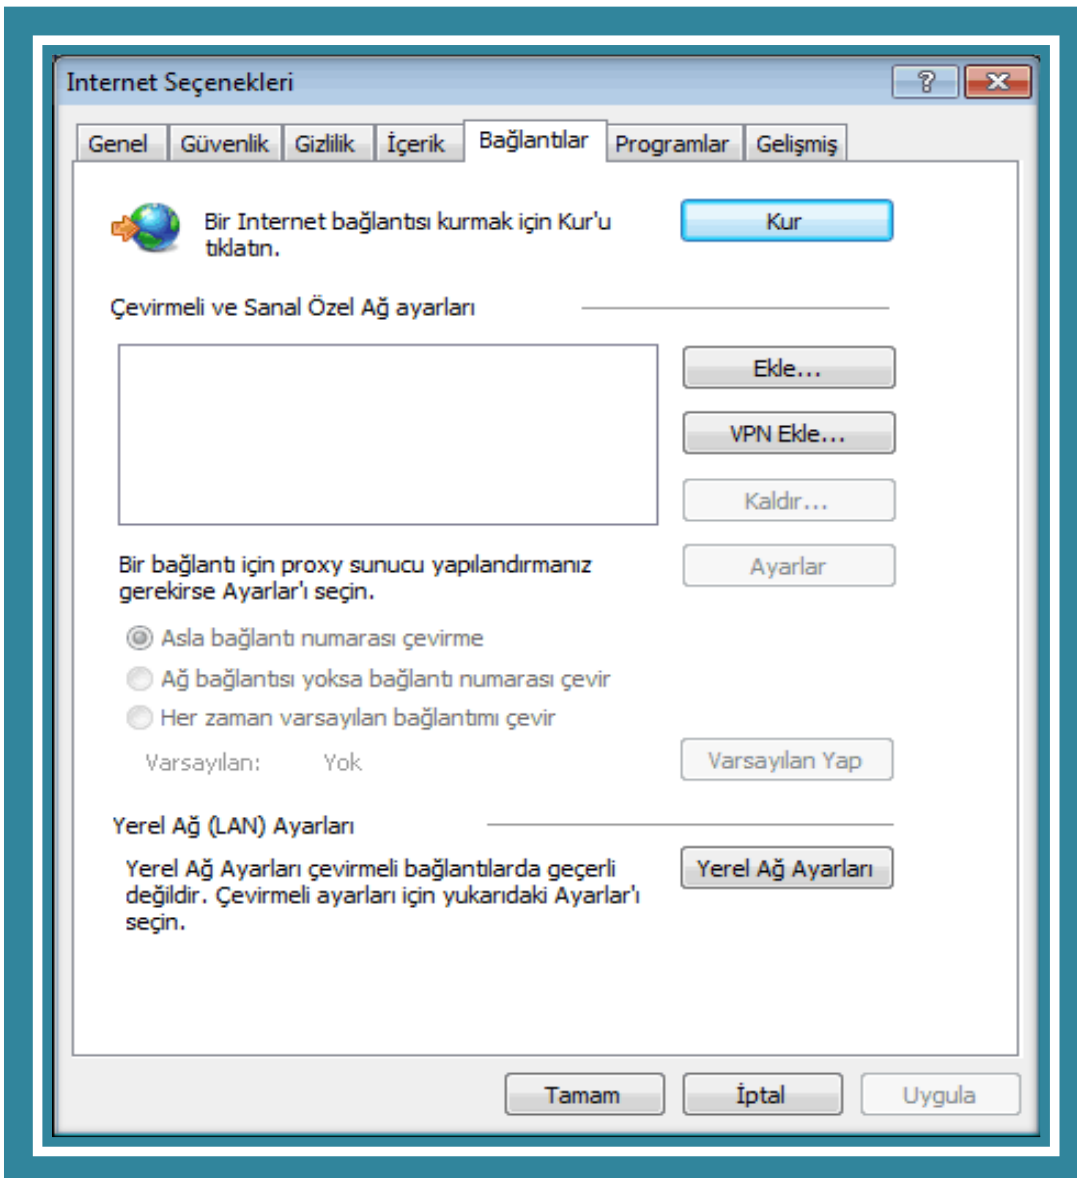 Internet Seçenekleri
Genel Güvenlik Gizlilik İçerik Bağlantılar Programlar Gelişmiş
Bir Internet bağlantısı kurmak için Kur'u
tıklatın.
Kur
Çevirmeli ve Sanal Özel Ağ ayarları
Ekle...
VPN Ekle...
Kaldır...
Bir bağlantı için proxy sunucu yapılandırmanız
gerekirse Ayarlar'ı seçin.
Ayarlar
Asla bağlantı numarası çevirme
Ağ bağlantısı yoksa bağlantı numarası çevir
Her zaman varsayılan bağlantımı çevir
Varsayılan: Yok
Varsayılan Yap
Yerel Ağ (LAN) Ayarları
Yerel Ağ Ayarları çevirmeli bağlantılarda geçerli
değildir. Çevirmeli ayarları için yukarıdaki Ayarlar'ı
seçin.
Yerel Ağ Ayarları
Tamam İptal Uygula